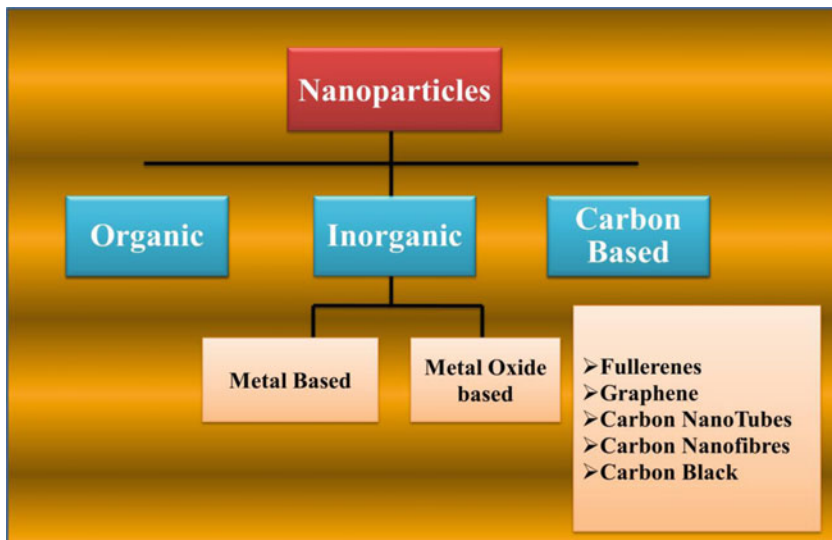 Nanoparticles
Organic
Inorganic
Carbon
Based
Metal Based
Metal Oxide
based
➢Fullerenes
➢Graphene
➢Carbon NanoTubes
➢Carbon Nanofibres
➢Carbon Black